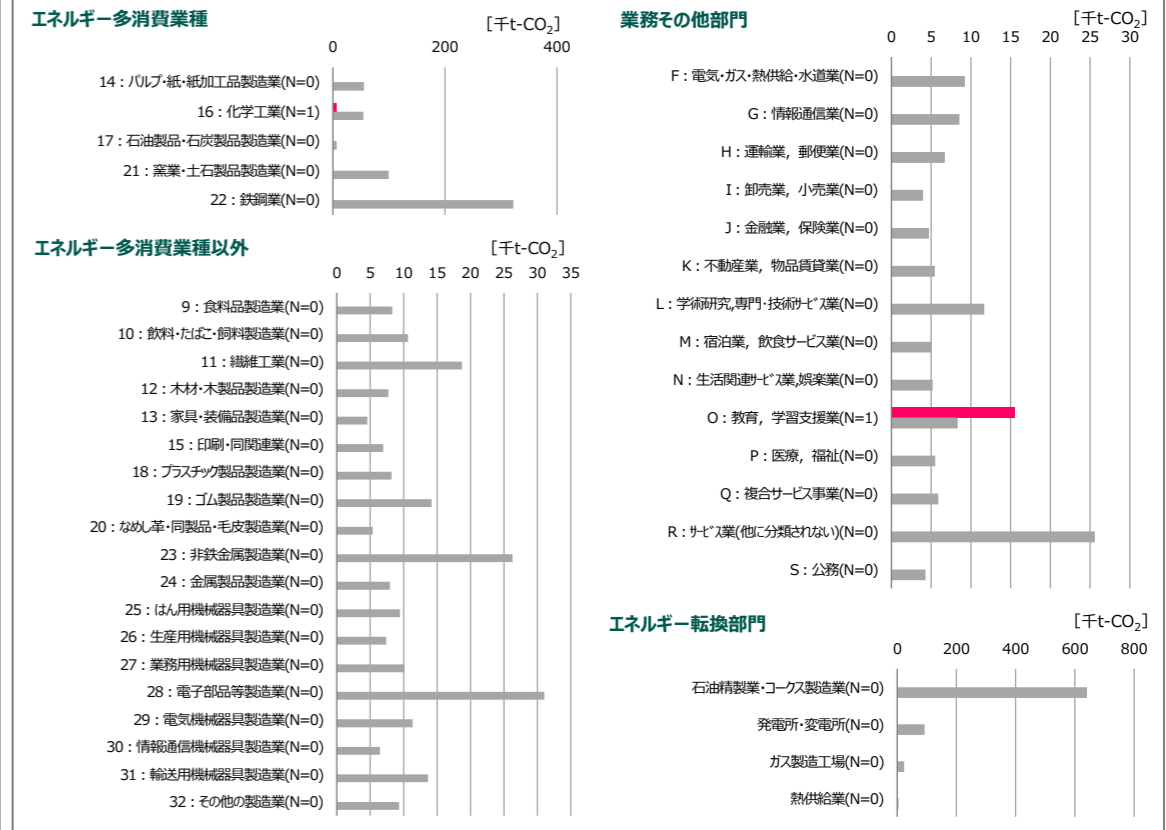 エネルギー多消費業種
[千t-CO2]
0 200 400
14：パルプ・紙・紙加工品製造業(N=0)
16：化学工業(N=1)
17：石油製品・石炭製品製造業(N=0)
21：窯業・土石製品製造業(N=0)
22：鉄鋼業(N=0)
エネルギー多消費業種以外
[千t-CO2]
0 5 10 15 20 25 30 35
9：食料品製造業(N=0)
10：飲料・たばこ・飼料製造業(N=0)
11：繊維工業(N=0)
12：木材・木製品製造業(N=0)
13：家具・装備品製造業(N=0)
15：印刷・同関連業(N=0)
18：プラスチック製品製造業(N=0)
19：ゴム製品製造業(N=0)
20：なめし革・同製品・毛皮製造業(N=0)
23：非鉄金属製造業(N=0)
24：金属製品製造業(N=0)
25：はん用機械器具製造業(N=0)
26：生産用機械器具製造業(N=0)
27：業務用機械器具製造業(N=0)
28：電子部品等製造業(N=0)
29：電気機械器具製造業(N=0)
30：情報通信機械器具製造業(N=0)
31：輸送用機械器具製造業(N=0)
32：その他の製造業(N=0)
業務その他部門
[千t-CO2]
0 5 10 15 20 25 30
F：電気・ガス・熱供給・水道業(N=0)
G：情報通信業(N=0)
H：運輸業，郵便業(N=0)
I：卸売業，小売業(N=0)
J：金融業，保険業(N=0)
K：不動産業，物品賃貸業(N=0)
L：学術研究,専門・技術サービス業(N=0)
M：宿泊業，飲食サービス業(N=0)
N：生活関連サービス業,娯楽業(N=0)
O：教育，学習支援業(N=1)
P：医療，福祉(N=0)
Q：複合サービス事業(N=0)
R：サービス業(他に分類されない)(N=0)
S：公務(N=0)
エネルギー転換部門
[千t-CO2]
0 200 400 600 800
石油精製業・コークス製造業(N=0)
発電所・変電所(N=0)
ガス製造工場(N=0)
熱供給業(N=0)